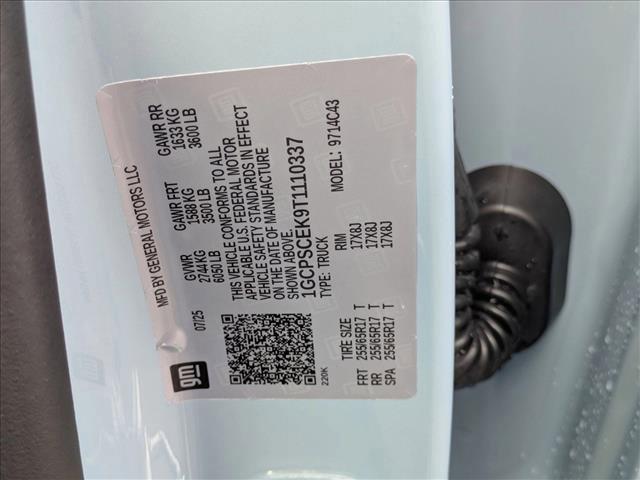 MFD BY GENERAL MOTORS LLC
07/25
GVWR GAWR FRT GAWR RR
2744 KG 1588 KG 1633 KG
6050 LB 3500 LB 3600 LB
THIS VEHICLE CONFORMS TO ALL
APPLICABLE U.S. FEDERAL MOTOR
VEHICLE SAFETY STANDARDS IN EFFECT
ON THE DATE OF MANUFACTURE
SHOWN ABOVE.
1GCPSCEK9T1110337
TYPE: TRUCK MODEL: 9714C43
gm
220K
TIRE SIZE RIM
FRT 255/65R17 T 17X8J
RR 255/65R17 T 17X8J
SPA 255/65R17 T 17X8J